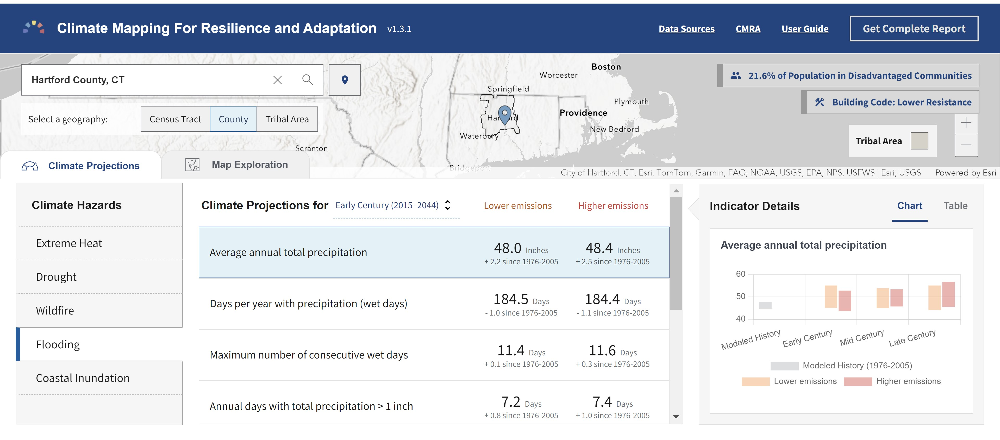 Climate Mapping For Resilience and Adaptation v1.3.1
Data Sources CMRA User Guide Get Complete Report
Hartford County, CT
Select a geography: Census Tract County Tribal Area
Boston
Worcester
Springfield
Plymouth
Hartford
Providence
New Bedford
Waterbury
Scranton
Bridgeport
21.6% of Population in Disadvantaged Communities
Building Code: Lower Resistance
Tribal Area
+
−
City of Hartford, CT, Esri, TomTom, Garmin, FAO, NOAA, USGS, EPA, NPS, USFWS | Esri, USGS Powered by Esri
Climate Projections Map Exploration
Climate Hazards
Extreme Heat
Drought
Wildfire
Flooding
Coastal Inundation
Climate Projections for Early Century (2015–2044) Lower emissions Higher emissions
Average annual total precipitation
48.0 Inches 48.4 Inches
+ 2.2 since 1976-2005 + 2.5 since 1976-2005
Days per year with precipitation (wet days)
184.5 Days 184.4 Days
- 1.0 since 1976-2005 - 1.1 since 1976-2005
Maximum number of consecutive wet days
11.4 Days 11.6 Days
+ 0.1 since 1976-2005 + 0.3 since 1976-2005
Annual days with total precipitation > 1 inch
7.2 Days 7.4 Days
+ 0.8 since 1976-2005 + 1.0 since 1976-2005
Indicator Details Chart Table
Average annual total precipitation
60
50
40
Modeled History Early Century Mid Century Late Century
Modeled History (1976-2005)
Lower emissions Higher emissions